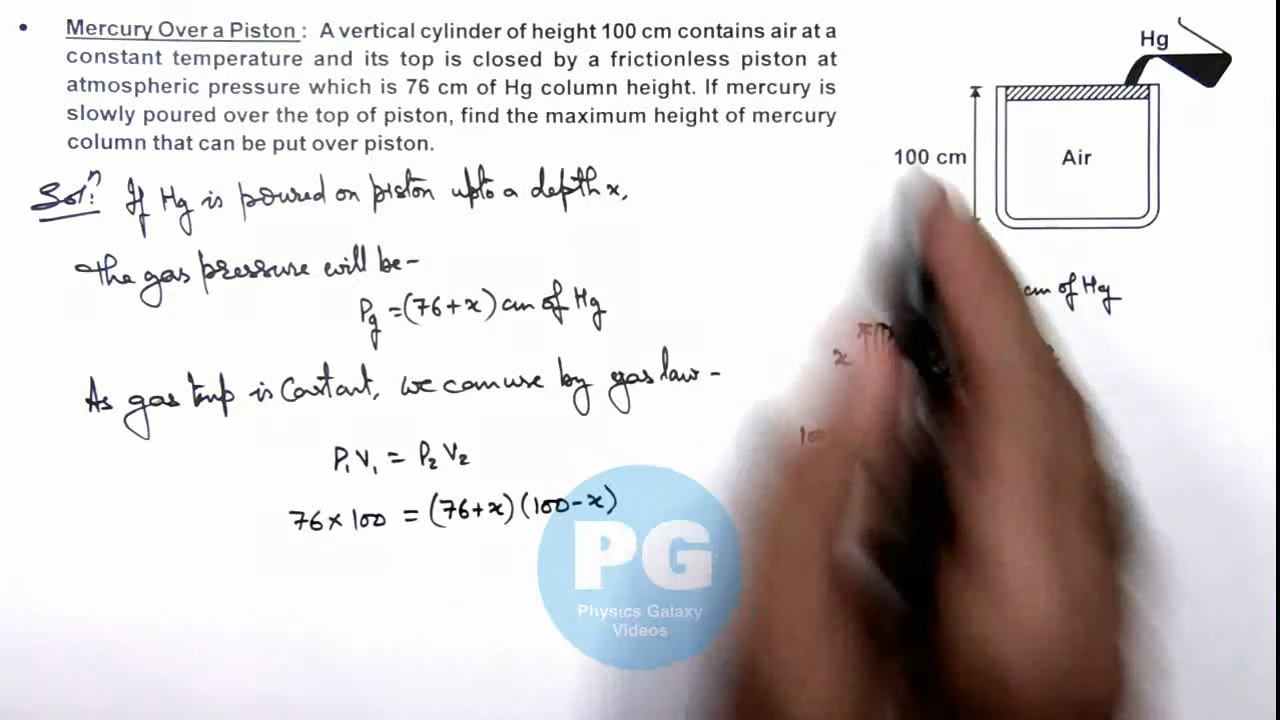 Mercury Over a Piston : A vertical cylinder of height 100 cm contains air at a
constant temperature and its top is closed by a frictionless piston at
atmospheric pressure which is 76 cm of Hg column height. If mercury is
slowly poured over the top of piston, find the maximum height of mercury
column that can be put over piston.
Hg
100 cm
Air
Solⁿ: If Hg is poured on piston upto a depth x,
The gas pressure will be-
Pg = (76+x) cm of Hg
cm of Hg
x
As gas temp is Constant, we can use by gas law -
100
P₁V₁ = P₂V₂
76 × 100 = (76+x) (100-x)
PG
Physics Galaxy
Videos